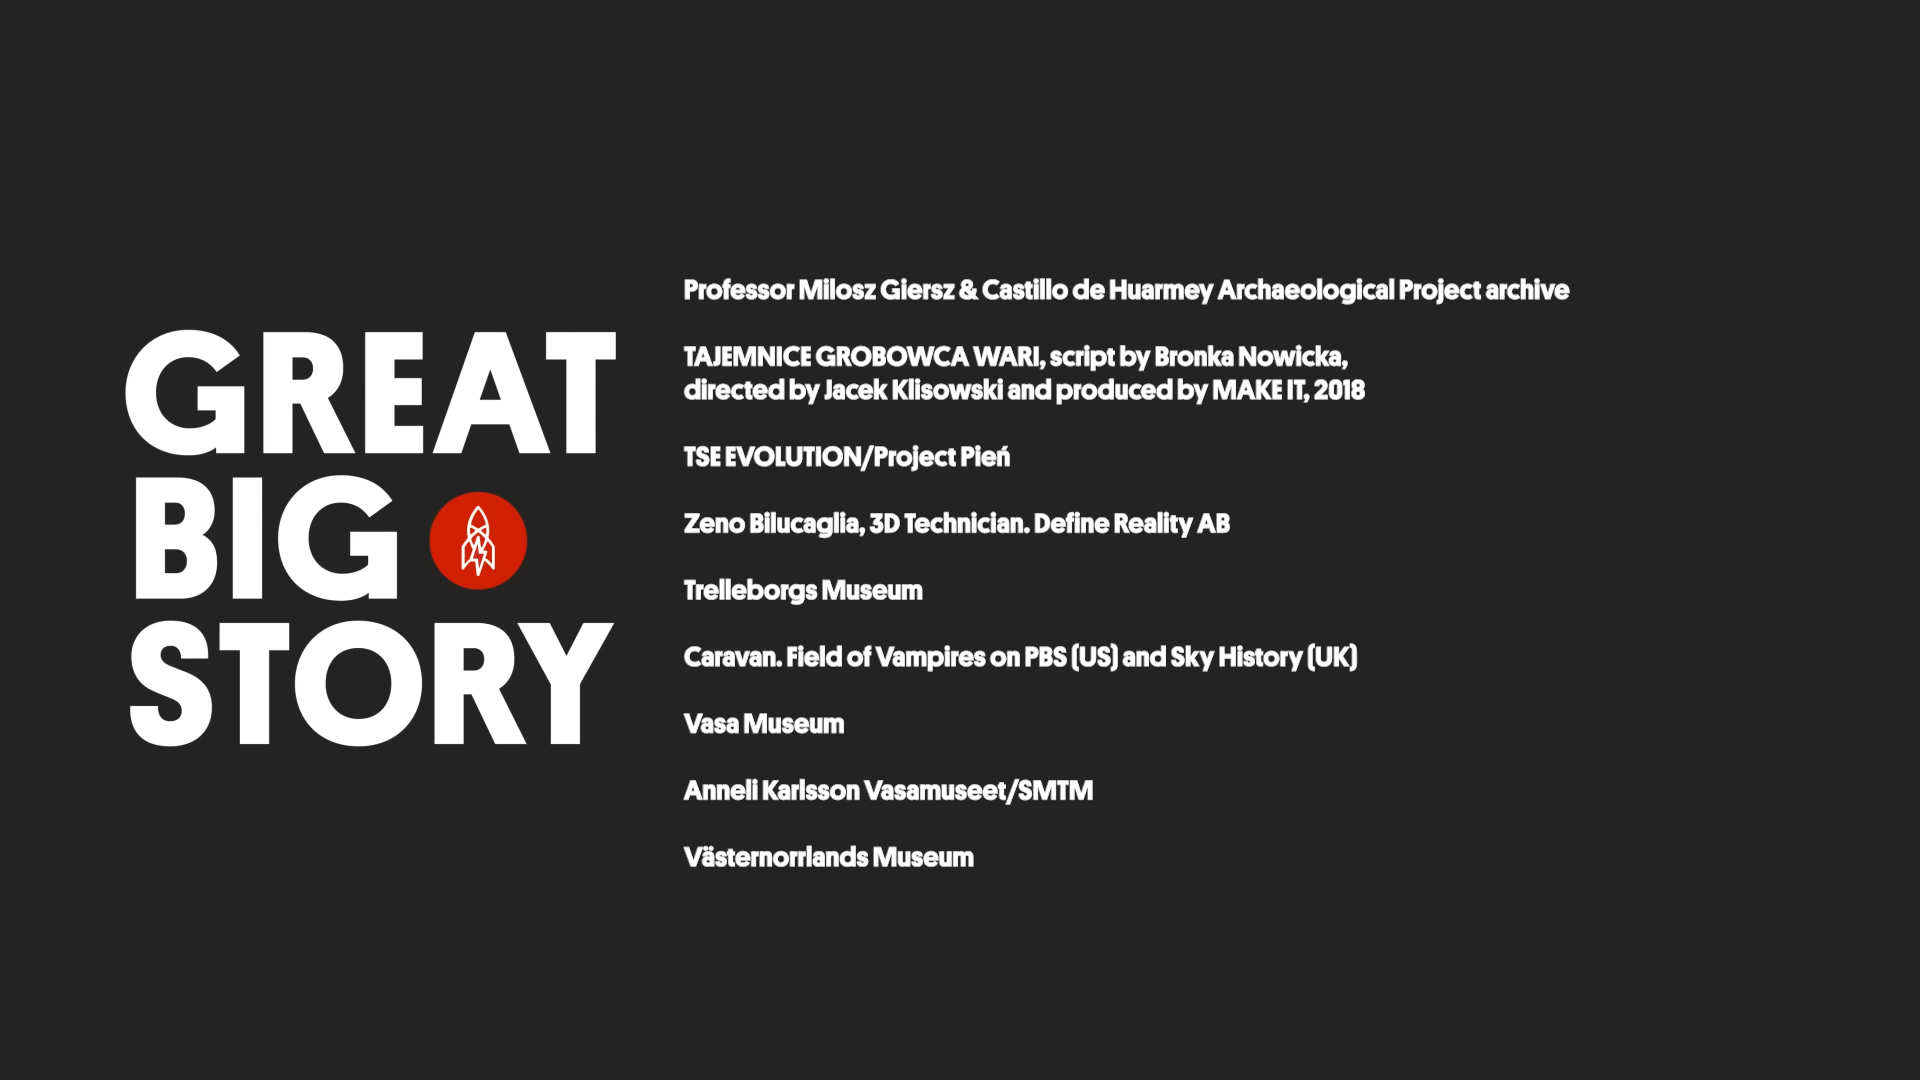 GREAT
BIG
STORY
Professor Milosz Giersz & Castillo de Huarmey Archaeological Project archive
TAJEMNICE GROBOWCA WARI, script by Bronka Nowicka,
directed by Jacek Klisowski and produced by MAKE IT, 2018
TSE EVOLUTION/Project Pień
Zeno Bilucaglia, 3D Technician. Define Reality AB
Trelleborgs Museum
Caravan. Field of Vampires on PBS (US) and Sky History (UK)
Vasa Museum
Anneli Karlsson Vasamuseet/SMTM
Västernorrlands Museum